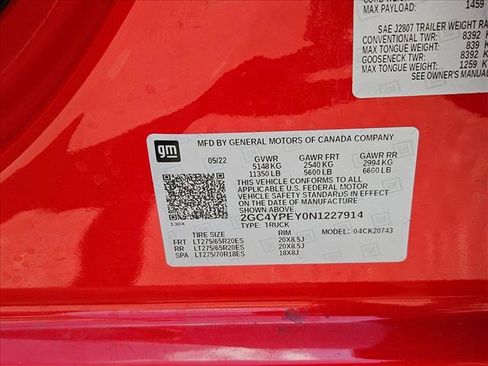 MAX PAYLOAD: 1459
SAE J2807 TRAILER WEIGHT RA
CONVENTIONAL TWR: 8392
MAX TONGUE WEIGHT: 839
GOOSENECK TWR: 8392
MAX TONGUE WEIGHT: 1259
SEE OWNER'S MANUAL
gm
MFD BY GENERAL MOTORS OF CANADA COMPANY
05/22 GVWR GAWR FRT GAWR RR
5148 KG 2540 KG 2994 KG
11350 LB 5600 LB 6600 LB
THIS VEHICLE CONFORMS TO ALL
APPLICABLE U.S. FEDERAL MOTOR
VEHICLE SAFETY STANDARDS IN EFFECT
ON THE DATE OF MANUFACTURE SHOWN ABOVE.
2GC4YPEY0N1227914
TYPE: TRUCK
130X MODEL: 04CK20743
TIRE SIZE RIM
FRT LT275/65R20ES 20X8.5J
RR LT275/65R20ES 20X8.5J
SPA LT275/70R18ES 18X8J